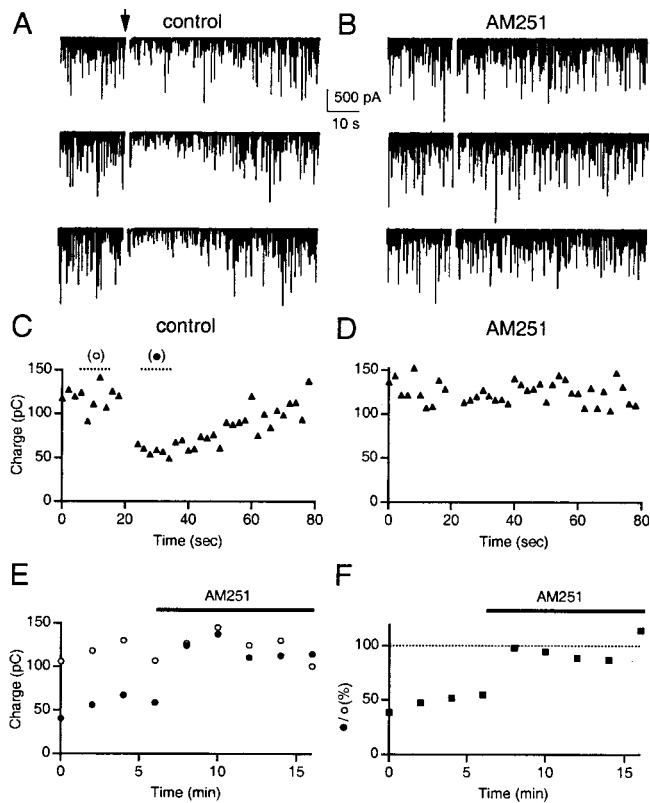 A control B AM251
500 pA
10 s
C control D AM251
(○) (●)
150
100
50
0
Charge (pC)
0 20 40 60 80
Time (sec)
150
100
50
0
0 20 40 60 80
Time (sec)
E AM251
150
100
50
0
Charge (pC)
0 5 10 15
Time (min)
F AM251
100
50
0
● / ○ (%)
0 5 10 15
Time (min)